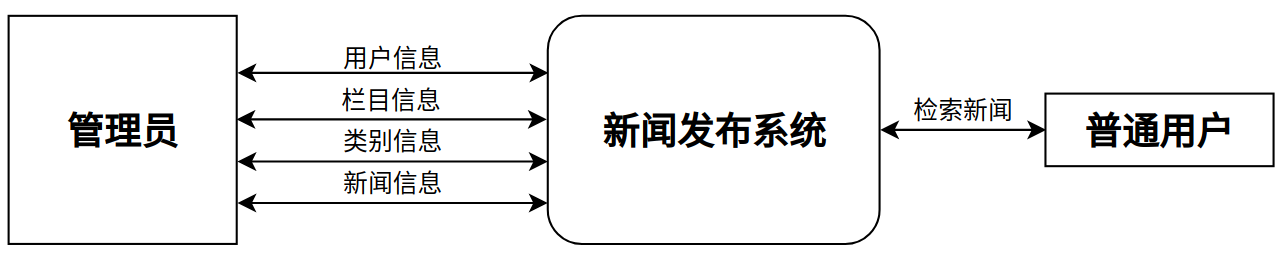 用户信息
栏目信息
管理员
类别信息
新闻信息
新闻发布系统
检索新闻
普通用户